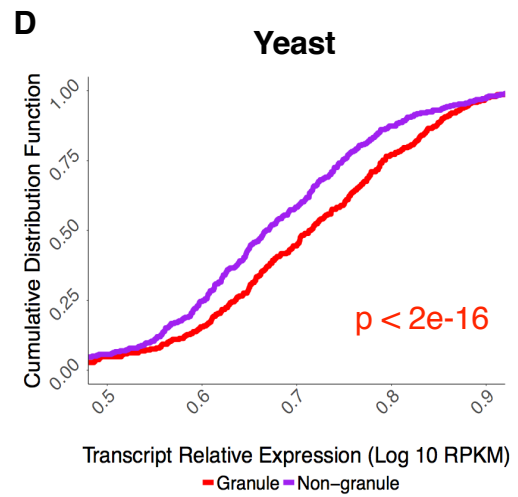 D
Yeast
Cumulative Distribution Function
1.00
0.75
0.50
0.25
0.00
p < 2e-16
0.5 0.6 0.7 0.8 0.9
Transcript Relative Expression (Log 10 RPKM)
Granule Non−granule